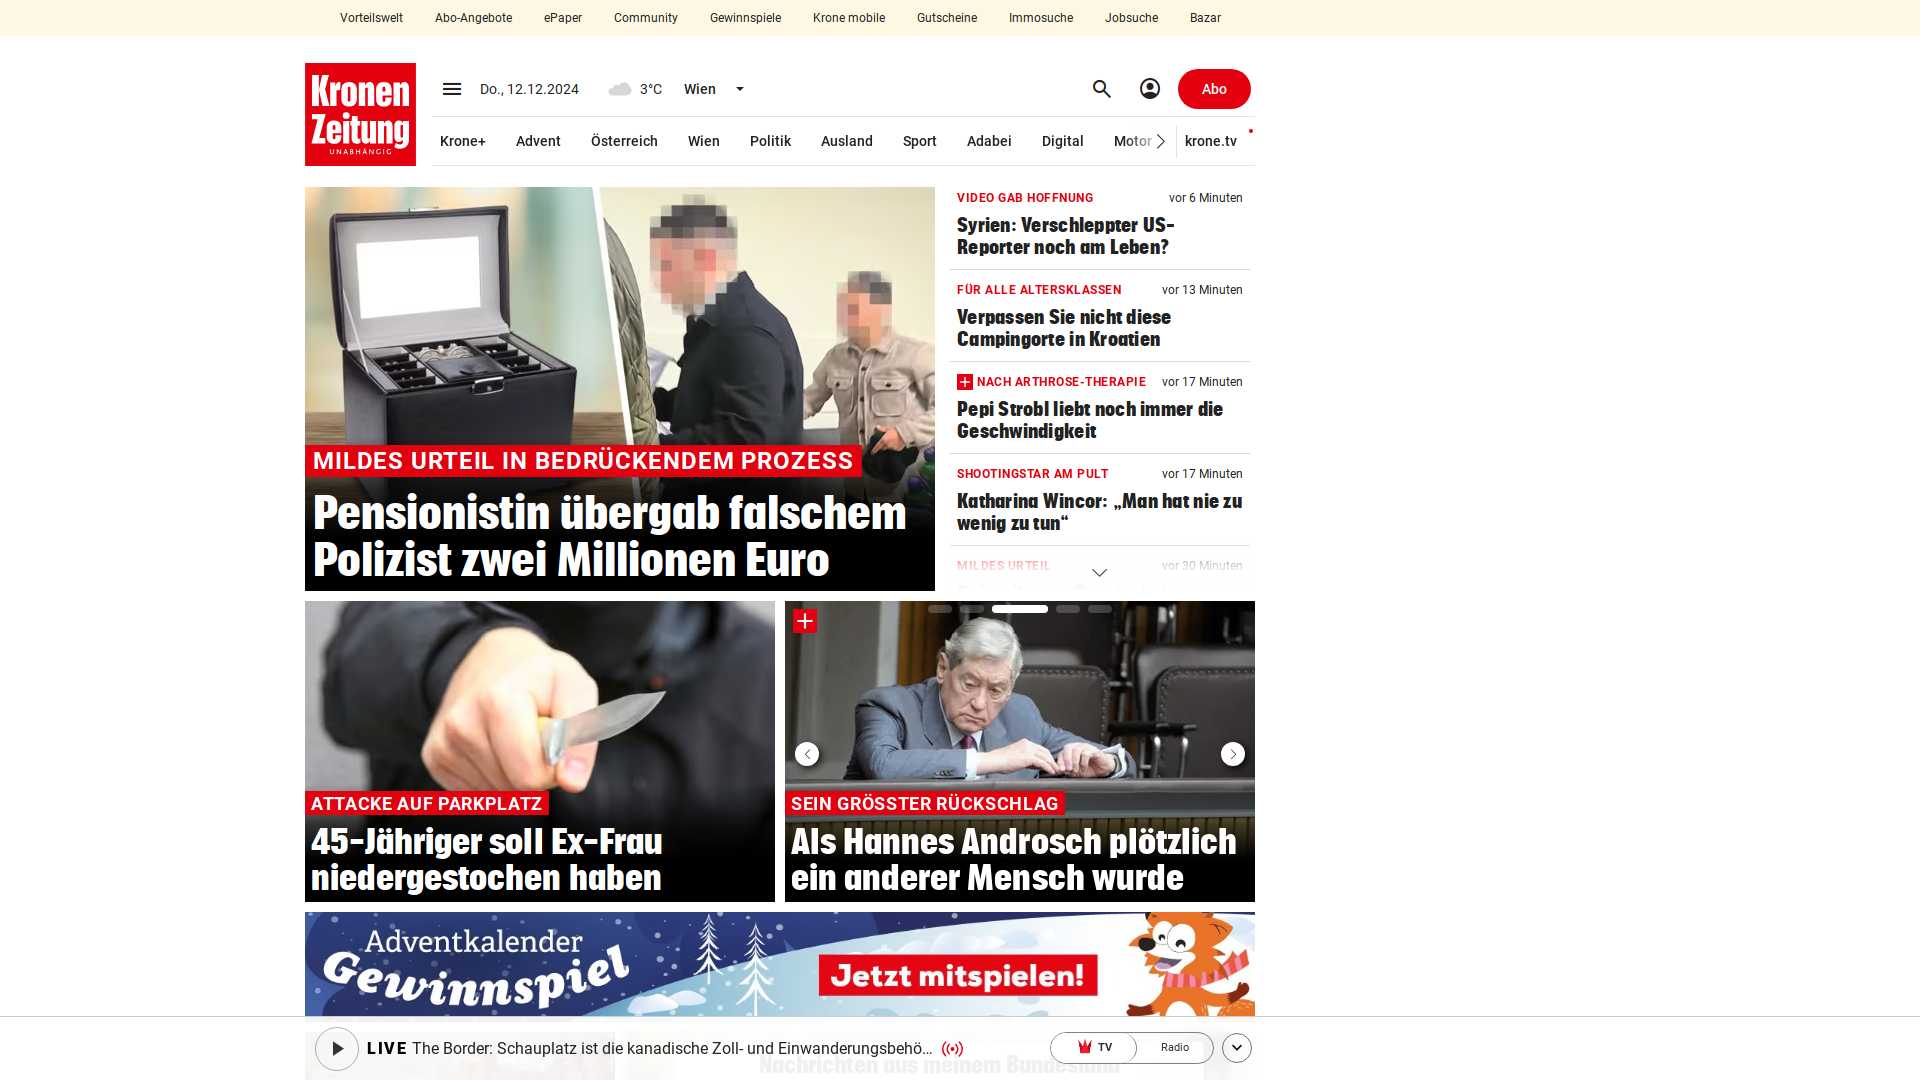 Vorteilswelt Abo-Angebote ePaper Community Gewinnspiele Krone mobile Gutscheine Immosuche Jobsuche Bazar
Kronen
Zeitung
UNABHÄNGIG
Do., 12.12.2024 3°C Wien Abo
Krone+ Advent Österreich Wien Politik Ausland Sport Adabei Digital Motor krone.tv
MILDES URTEIL IN BEDRÜCKENDEM PROZESS
Pensionistin übergab falschem
Polizist zwei Millionen Euro
VIDEO GAB HOFFNUNG vor 6 Minuten
Syrien: Verschleppter US-
Reporter noch am Leben?
FÜR ALLE ALTERSKLASSEN vor 13 Minuten
Verpassen Sie nicht diese
Campingorte in Kroatien
NACH ARTHROSE-THERAPIE vor 17 Minuten
Pepi Strobl liebt noch immer die
Geschwindigkeit
SHOOTINGSTAR AM PULT vor 17 Minuten
Katharina Wincor: „Man hat nie zu
wenig zu tun“
MILDES URTEIL vor 30 Minuten
ATTACKE AUF PARKPLATZ
45-Jähriger soll Ex-Frau
niedergestochen haben
SEIN GRÖSSTER RÜCKSCHLAG
Als Hannes Androsch plötzlich
ein anderer Mensch wurde
Adventkalender
Gewinnspiel
Jetzt mitspielen!
LIVE The Border: Schauplatz ist die kanadische Zoll- und Einwanderungsbehö... TV Radio
Nachrichten aus meinem Bundesland